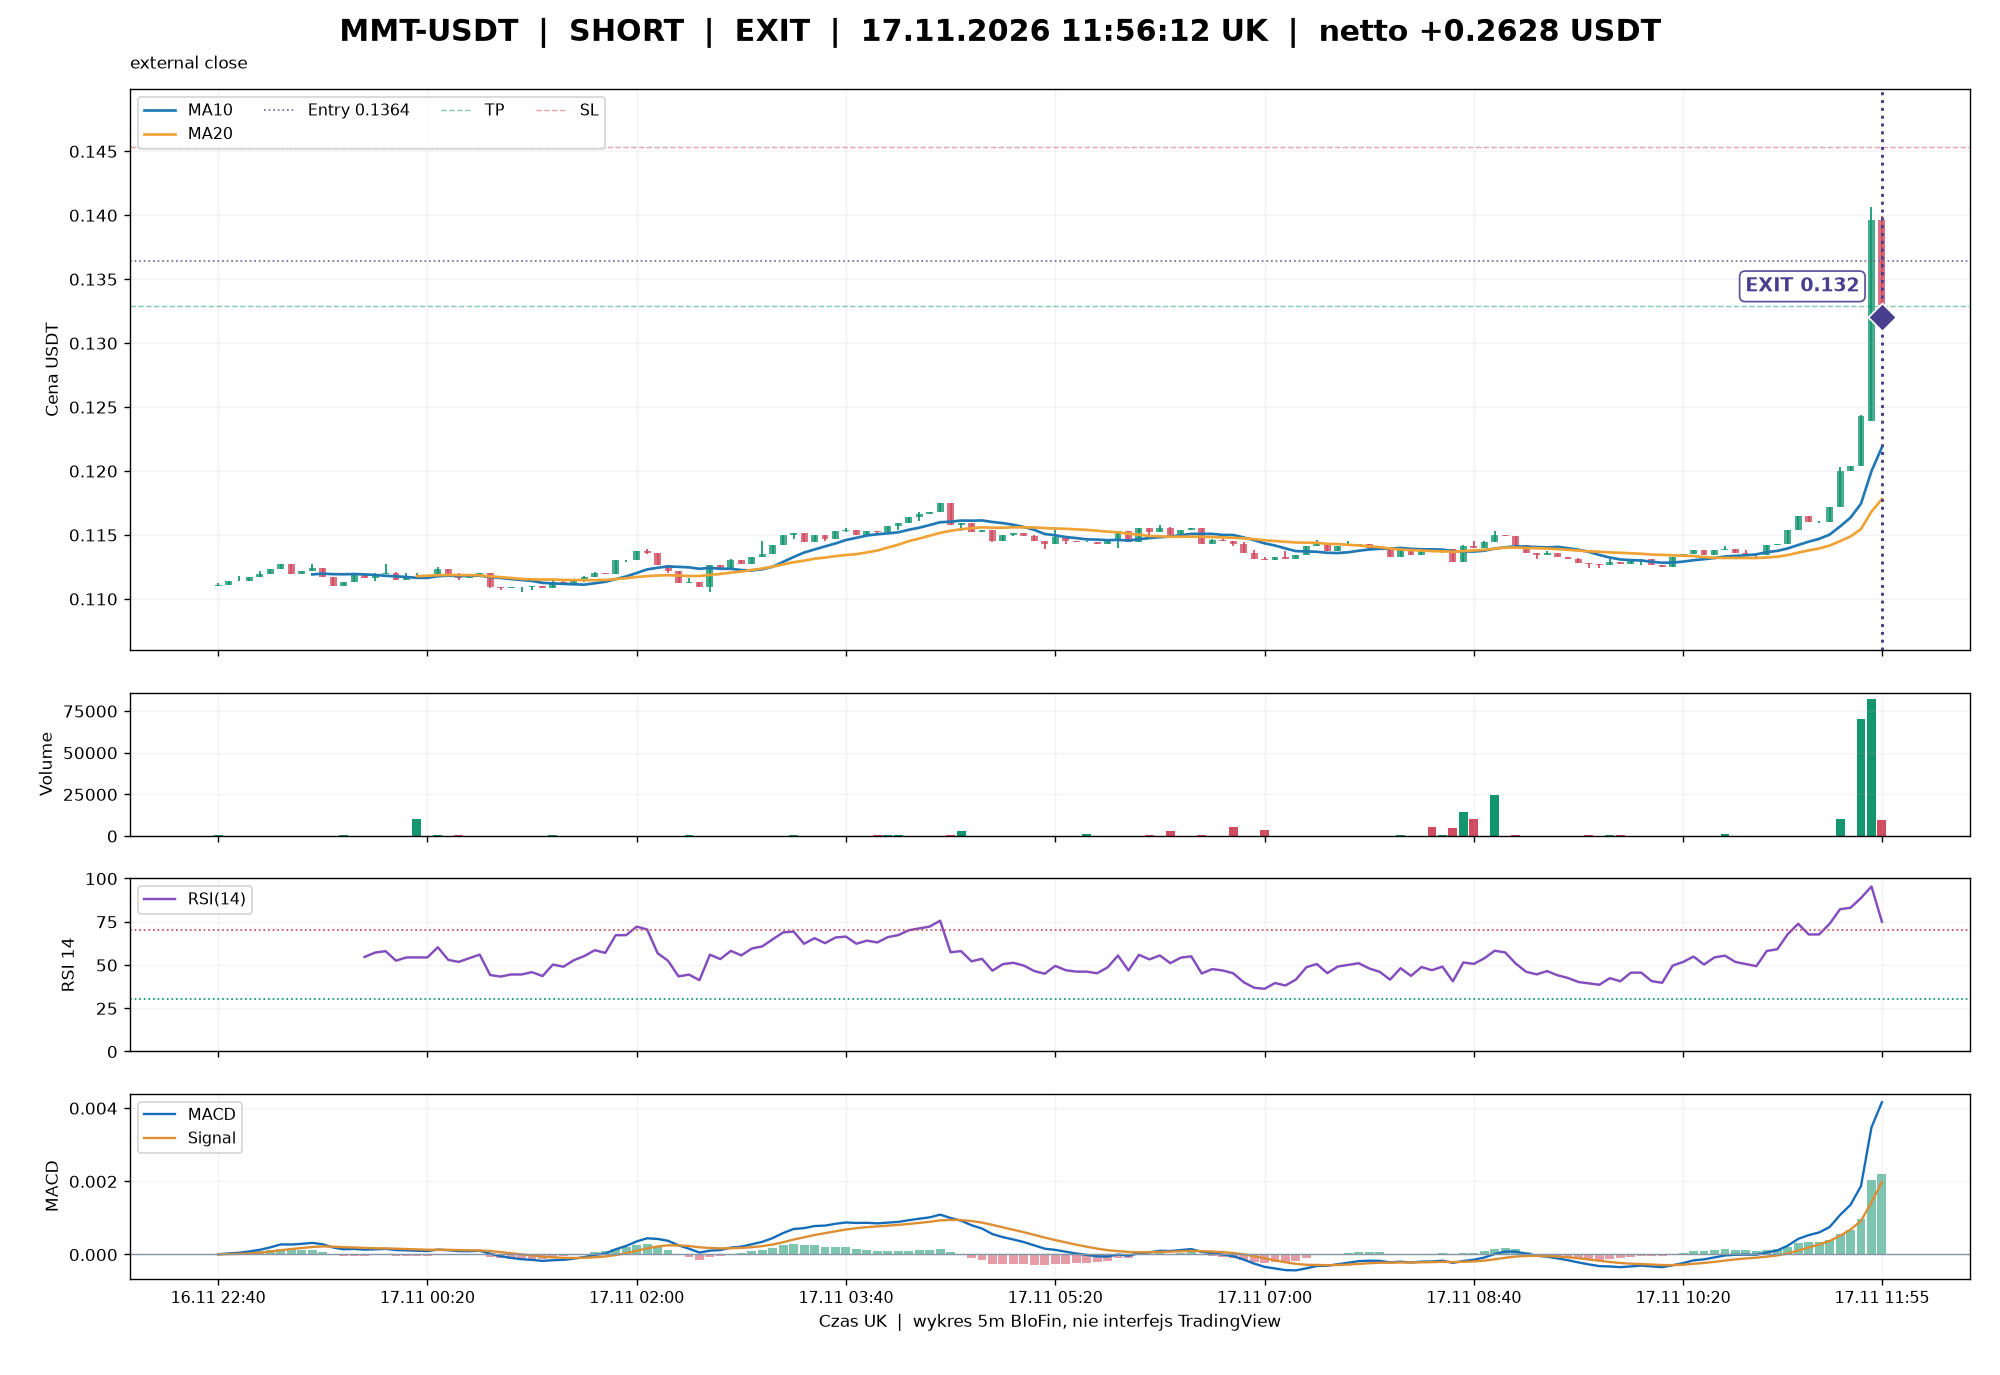 MMT-USDT | SHORT | EXIT | 17.11.2026 11:56:12 UK | netto +0.2628 USDT
external close
MA10
MA20
Entry 0.1364
TP
SL
0.145
0.140
0.135
0.130
0.125
0.120
0.115
0.110
Cena USDT
EXIT 0.132
75000
50000
25000
0
Volume
RSI(14)
100
75
50
25
0
RSI 14
MACD
Signal
0.004
0.002
0.000
MACD
16.11 22:40
17.11 00:20
17.11 02:00
17.11 03:40
17.11 05:20
17.11 07:00
17.11 08:40
17.11 10:20
17.11 11:55
Czas UK | wykres 5m BloFin, nie interfejs TradingView